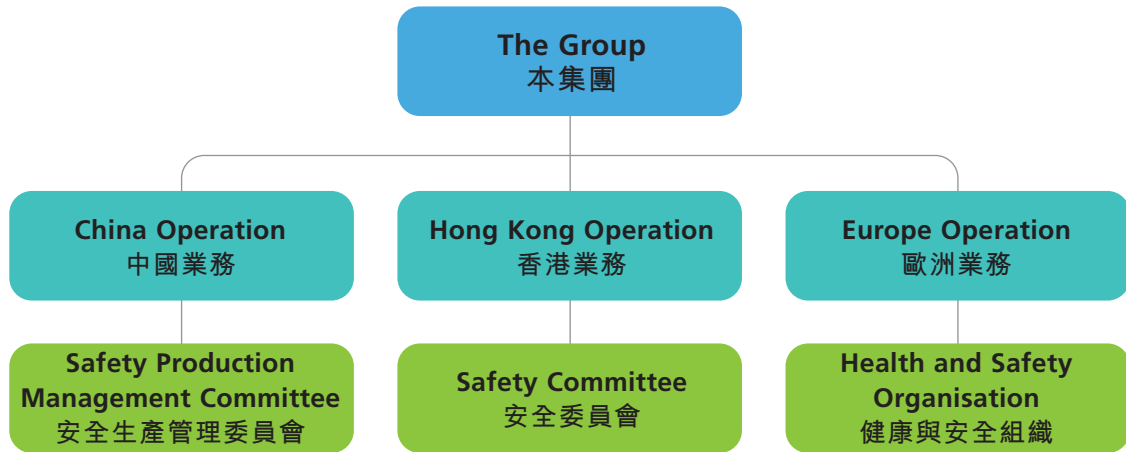 The Group
本集團
China Operation
中國業務
Hong Kong Operation
香港業務
Europe Operation
歐洲業務
Safety Production
Management Committee
安全生產管理委員會
Safety Committee
安全委員會
Health and Safety
Organisation
健康與安全組織